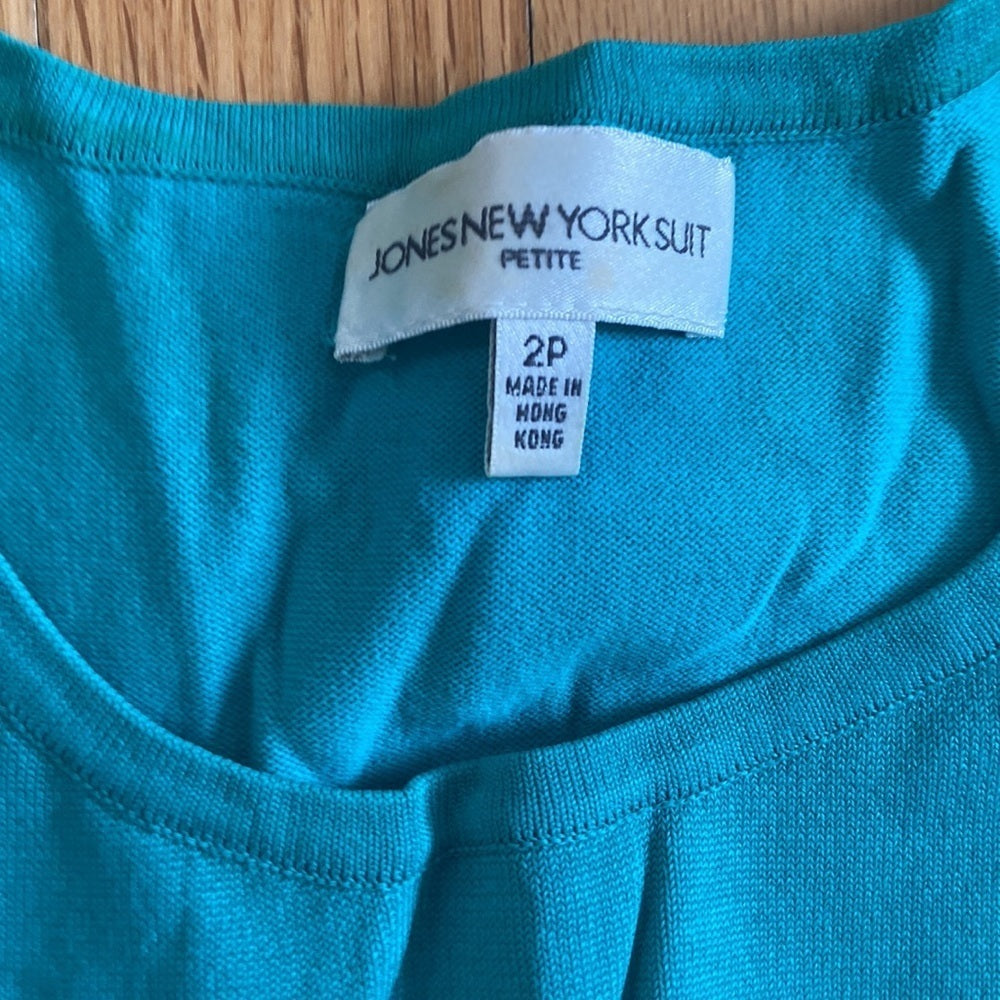 JONES NEW YORK SUIT
PETITE
2P
MADE IN
HONG
KONG